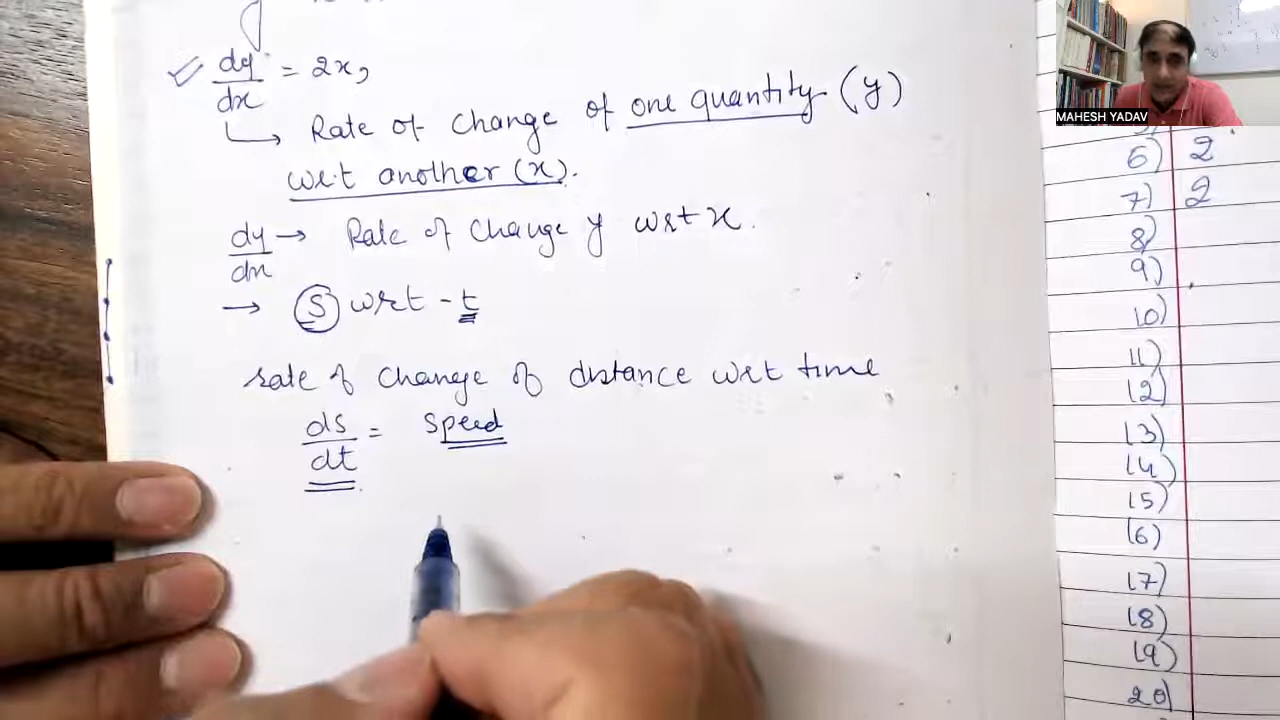 dy/dx = 2x,
Rate of change of one quantity (y)
w.r.t another (x).
dy/dx → Rate of change y wrt x.
→ S wrt - t
rate of change of distance wrt time
ds/dt = speed
MAHESH YADAV
6) 2
7) 2
8)
9)
10)
11)
12)
13)
14)
15)
16)
17)
18)
19)
20)